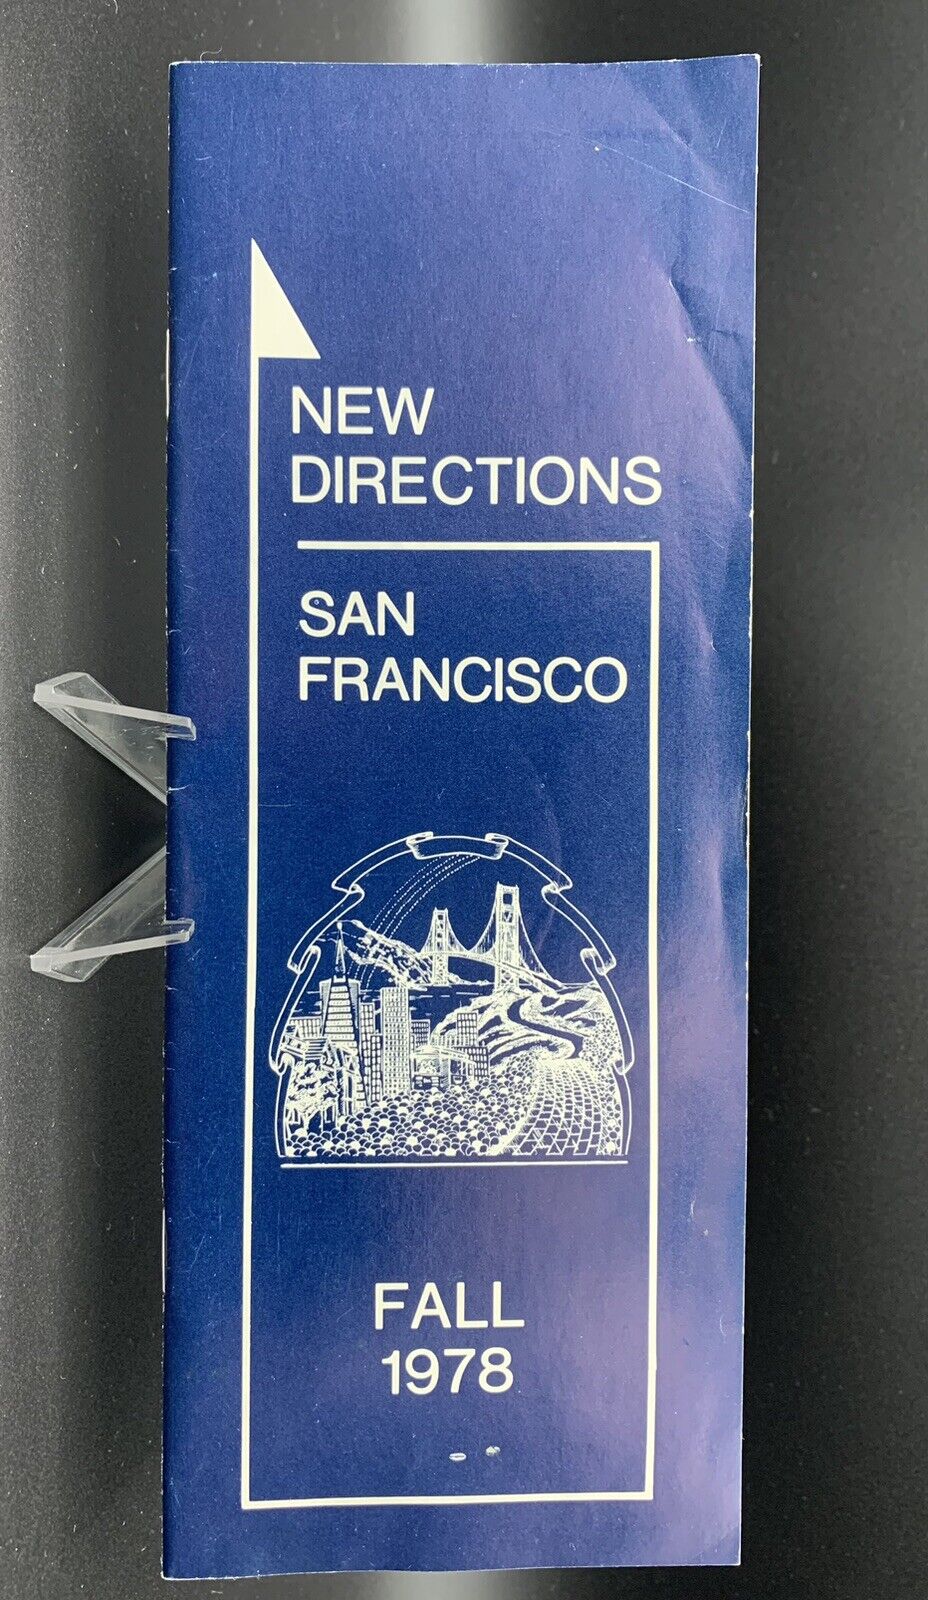 NEW
DIRECTIONS
SAN
FRANCISCO
FALL
1978